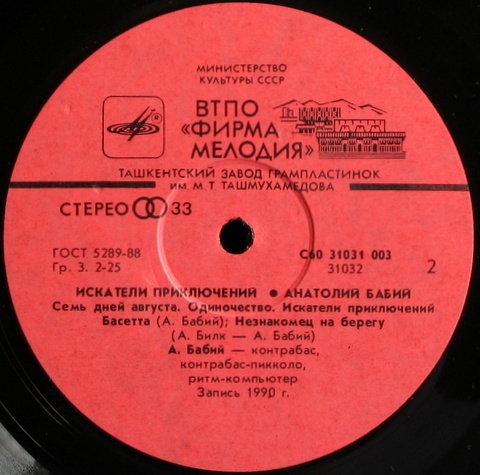 МИНИСТЕРСТВО
КУЛЬТУРЫ СССР
ВТПО
«ФИРМА
МЕЛОДИЯ»
ТАШКЕНТСКИЙ ЗАВОД ГРАМПЛАСТИНОК
ИМ М. Т ТАШМУХАМЕДОВА
СТЕРЕО 33
ГОСТ 5289-88
Гр. 3. 2-25
С60 31031 003
31032
2
ИСКАТЕЛИ ПРИКЛЮЧЕНИЙ ● АНАТОЛИЙ БАБИЙ
Семь дней августа. Одиночество. Искатели приключений
Басетта (А. Бабий); Незнакомец на берегу
(А. Билк — А. Бабий)
А. Бабий — контрабас,
контрабас-пикколо,
ритм-компьютер
Запись 1990 г.